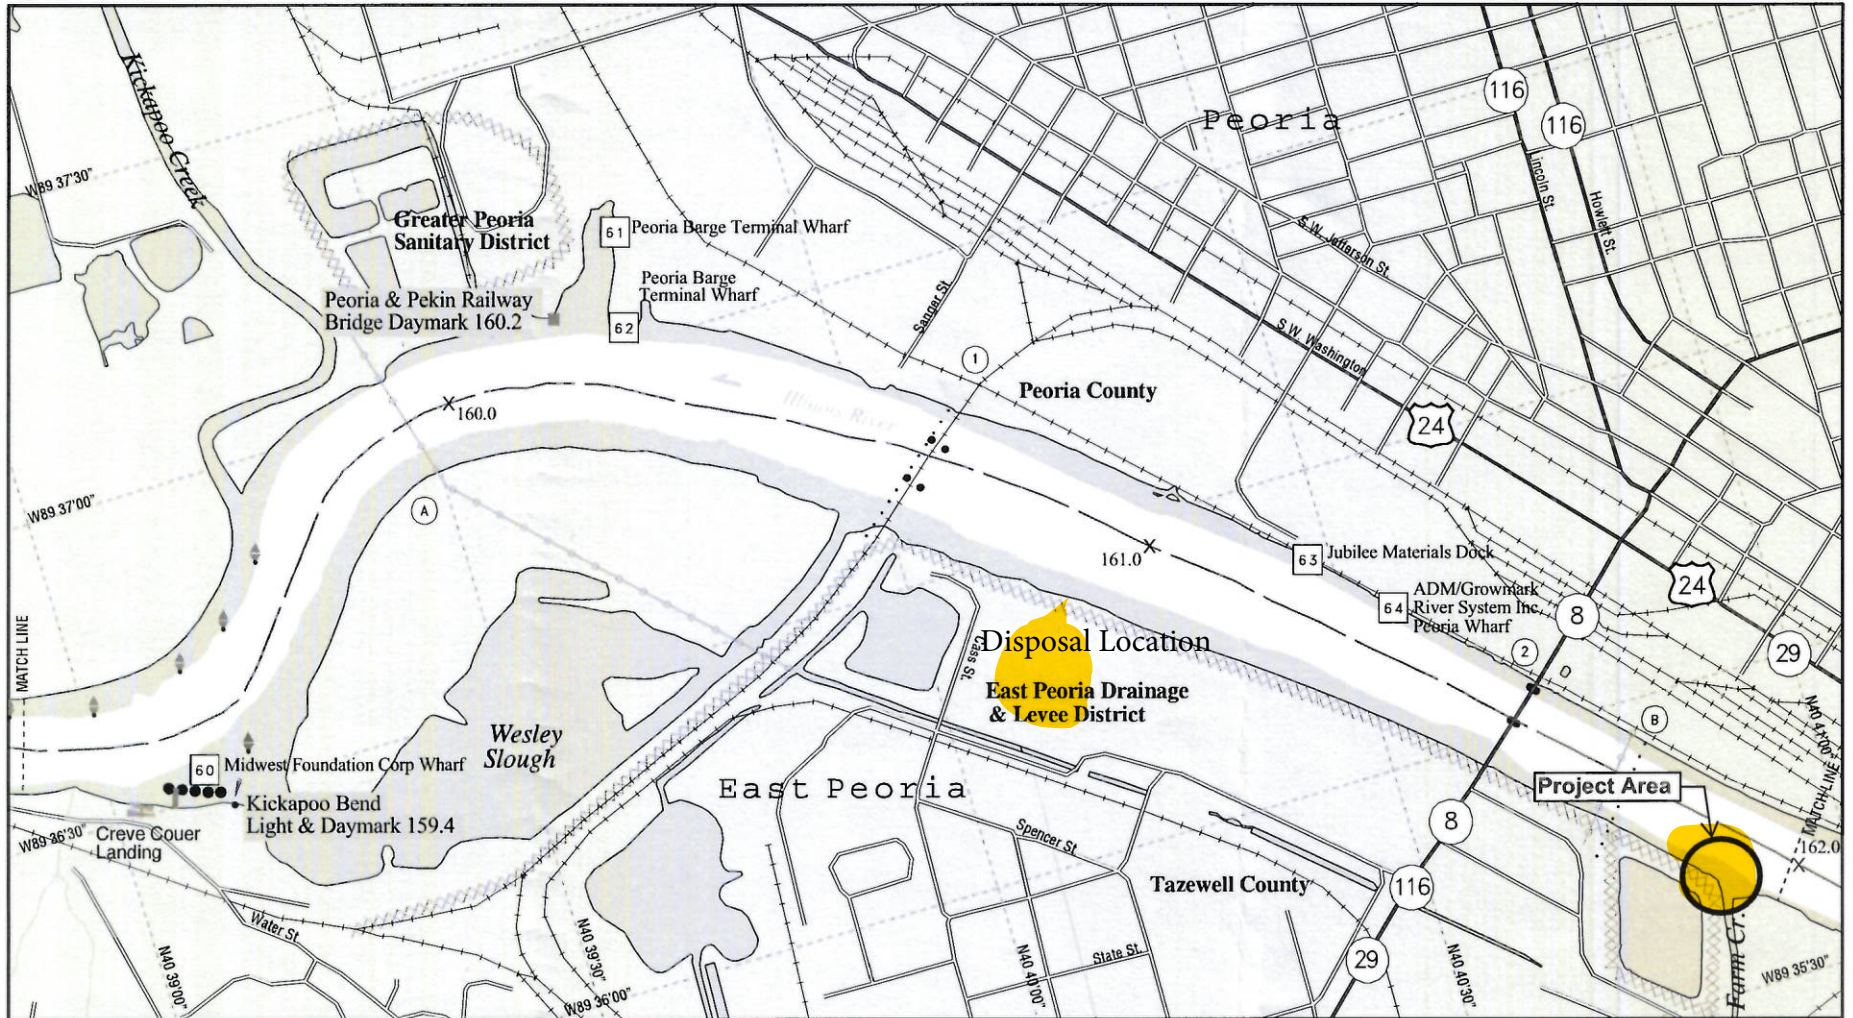 Kickapoo Creek
W89 37'30"
Greater Peoria
Sanitary District
61
Peoria Barge Terminal Wharf
Peoria Barge
Terminal Wharf
62
Peoria & Pekin Railway
Bridge Daymark 160.2
Peoria
116
116
Lincoln St.
Howlett St.
S.W. Jefferson St.
S.W. Washington
Sanger St.
1
Peoria County
24
160.0
Illinois River
A
W89 37'00"
161.0
63
Jubilee Materials Dock
64
ADM/Growmark
River System Inc.
Peoria Wharf
24
8
29
2
B
N40 41'00"
MATCH LINE
MATCH LINE
Disposal Location
Cass St.
East Peoria Drainage
& Levee District
Wesley
Slough
60
Midwest Foundation Corp Wharf
Kickapoo Bend
Light & Daymark 159.4
Creve Couer
Landing
W89 36'30"
East Peoria
Spencer St
8
Project Area
162.0
Tazewell County
116
Water St.
State St.
29
Farm Cr.
W89 35'30"
N40 39'00"
N40 39'30"
W89 36'00"
N40 40'00"
N40 40'30"